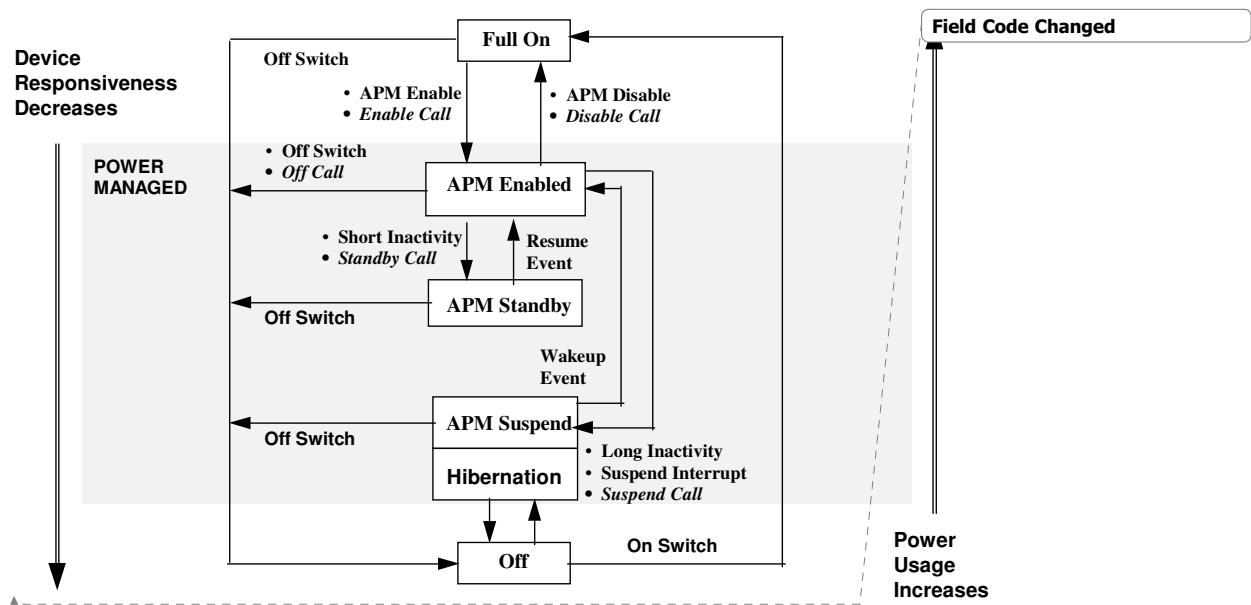 Field Code Changed
Full On
Device
Responsiveness
Decreases
Off Switch
• APM Enable
• Enable Call
• APM Disable
• Disable Call
POWER
MANAGED
• Off Switch
• Off Call
APM Enabled
• Short Inactivity
• Standby Call
Resume
Event
APM Standby
Off Switch
Wakeup
Event
APM Suspend
Off Switch
• Long Inactivity
• Suspend Interrupt
• Suspend Call
Hibernation
Off
On Switch
Power
Usage
Increases